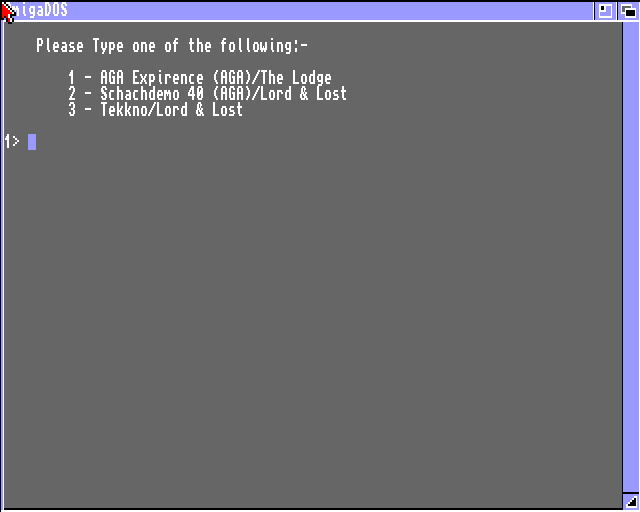 migaDOS
Please Type one of the following:-
1 - AGA Expirence (AGA)/The Lodge
2 - Schachdemo 40 (AGA)/Lord & Lost
3 - Tekkno/Lord & Lost
1>